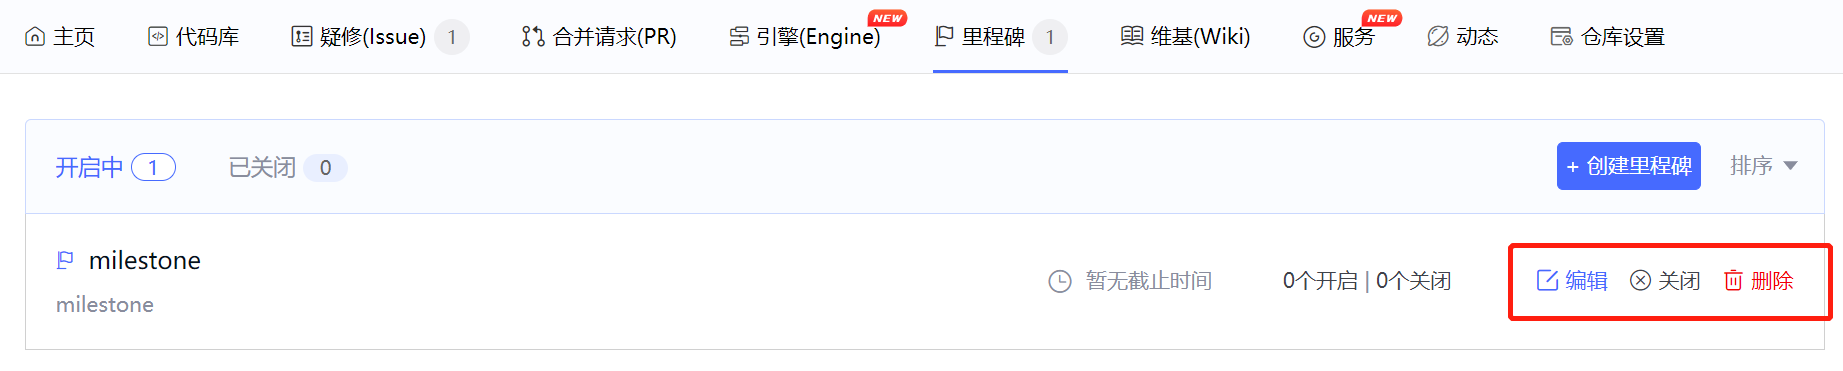 主页 代码库 疑修(Issue) 1 合并请求(PR) 引擎(Engine) NEW 里程碑 1 维基(Wiki) 服务 NEW 动态 仓库设置
开启中 1 已关闭 0 + 创建里程碑 排序
milestone
暂无截止时间 0个开启 | 0个关闭 编辑 关闭 删除
milestone